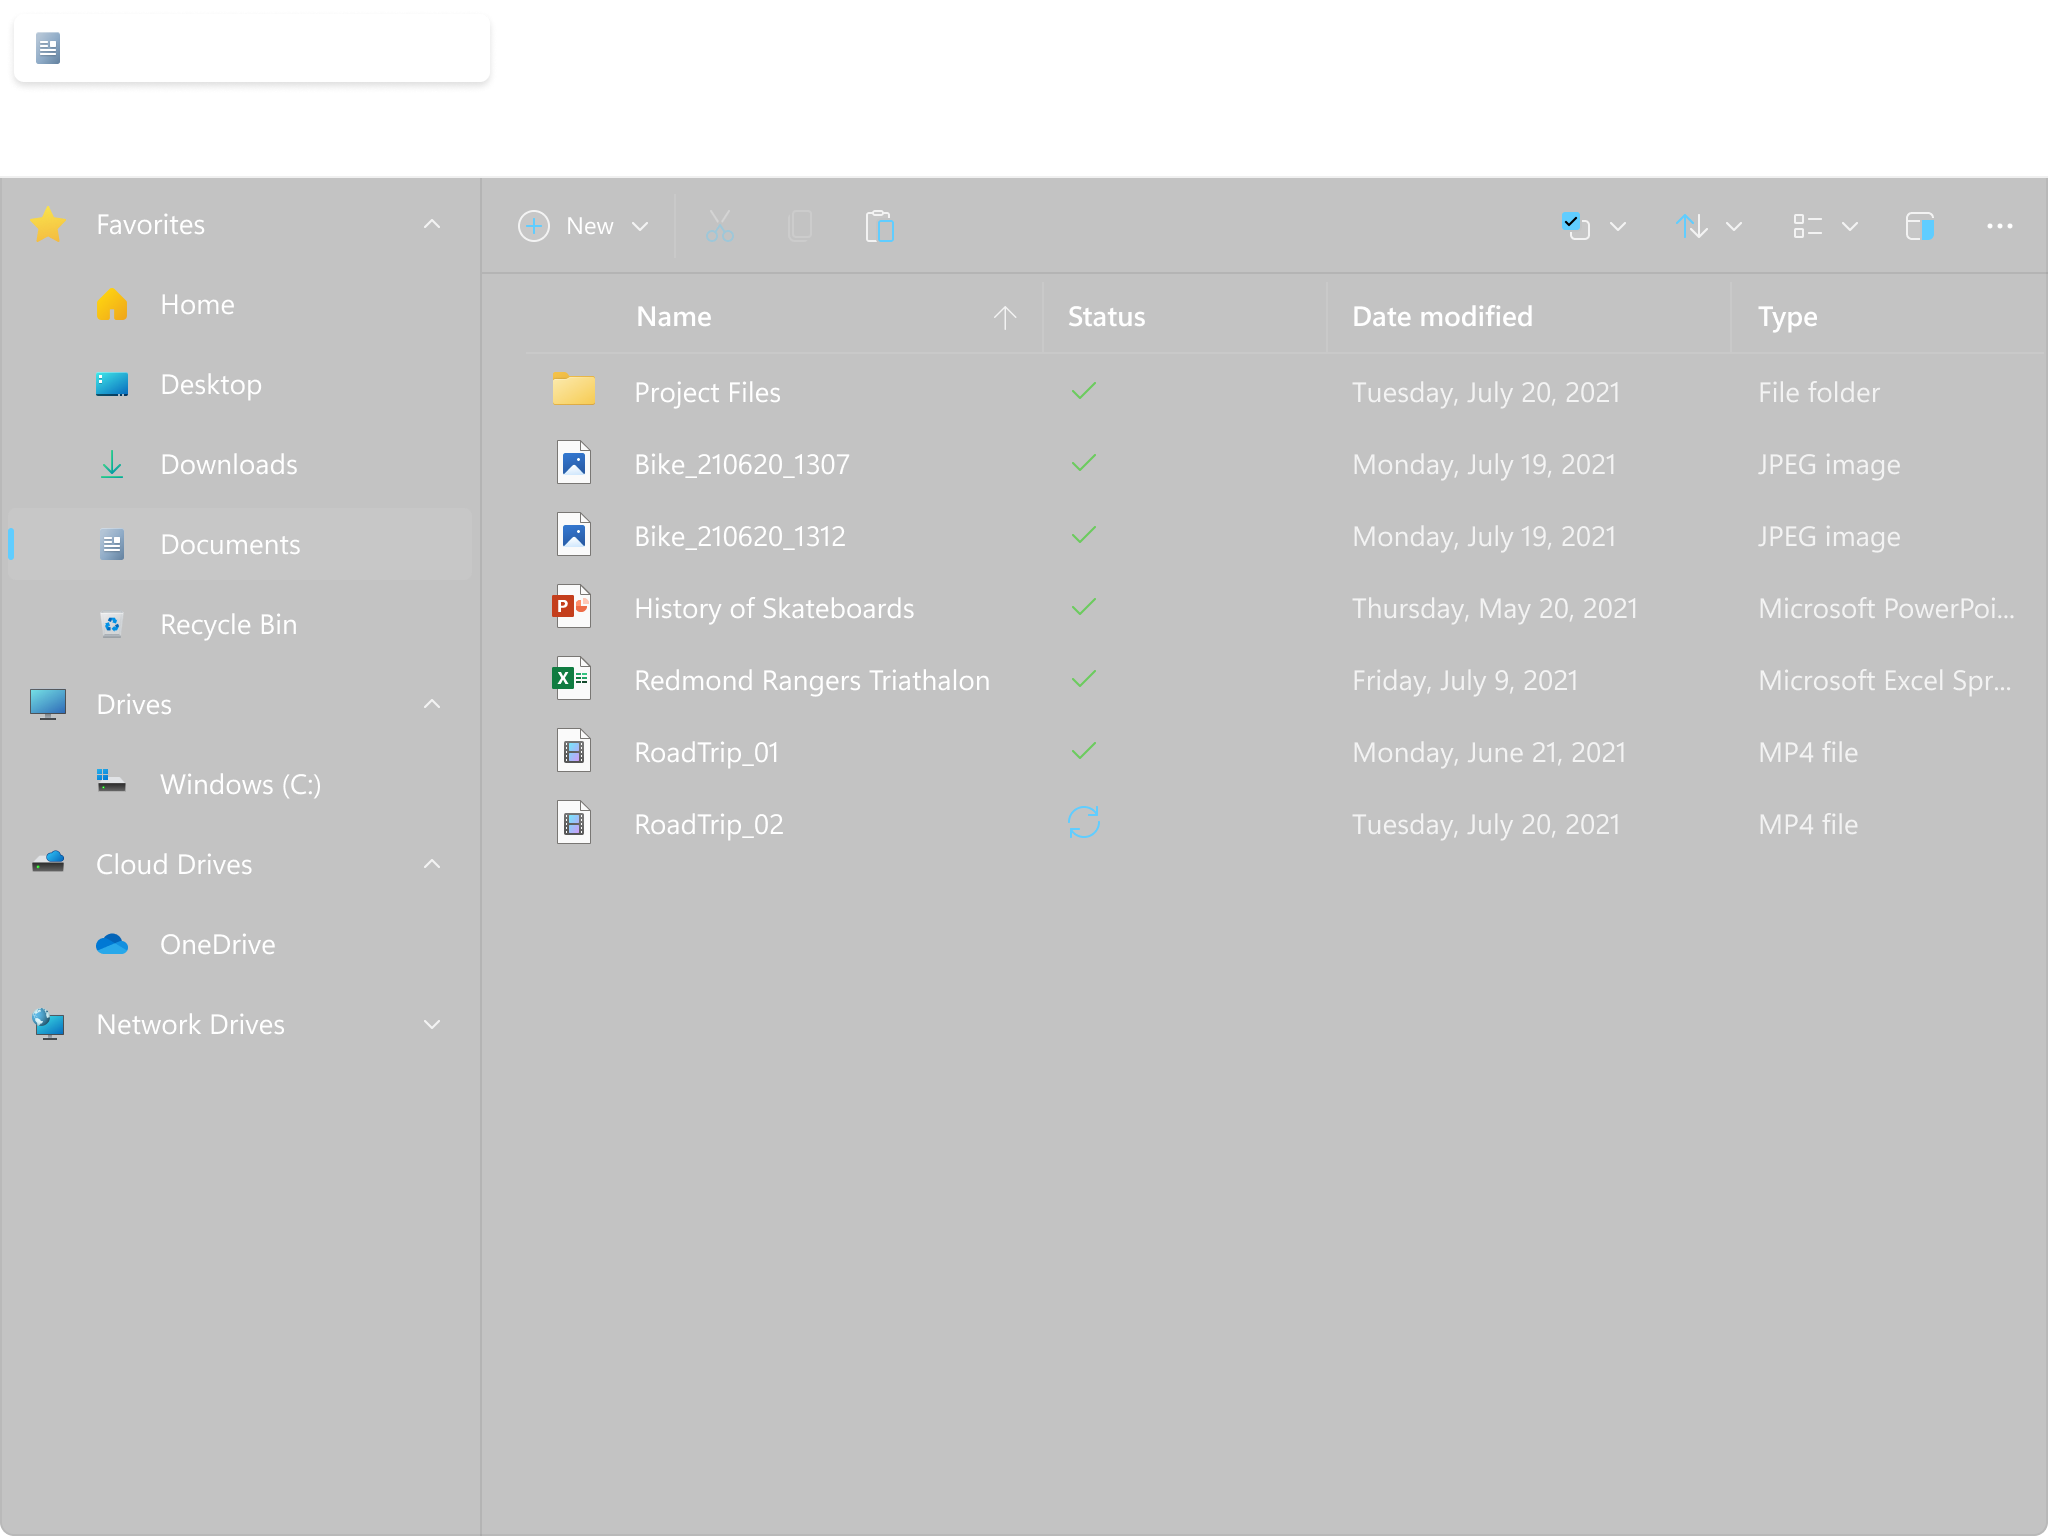 Favorites
Home
Desktop
Downloads
Documents
Recycle Bin
Drives
Windows (C:)
Cloud Drives
OneDrive
Network Drives
New
Name Status Date modified Type
Project Files Tuesday, July 20, 2021 File folder
Bike_210620_1307 Monday, July 19, 2021 JPEG image
Bike_210620_1312 Monday, July 19, 2021 JPEG image
P History of Skateboards Thursday, May 20, 2021 Microsoft PowerPoi...
X Redmond Rangers Triathalon Friday, July 9, 2021 Microsoft Excel Spr...
RoadTrip_01 Monday, June 21, 2021 MP4 file
RoadTrip_02 Tuesday, July 20, 2021 MP4 file